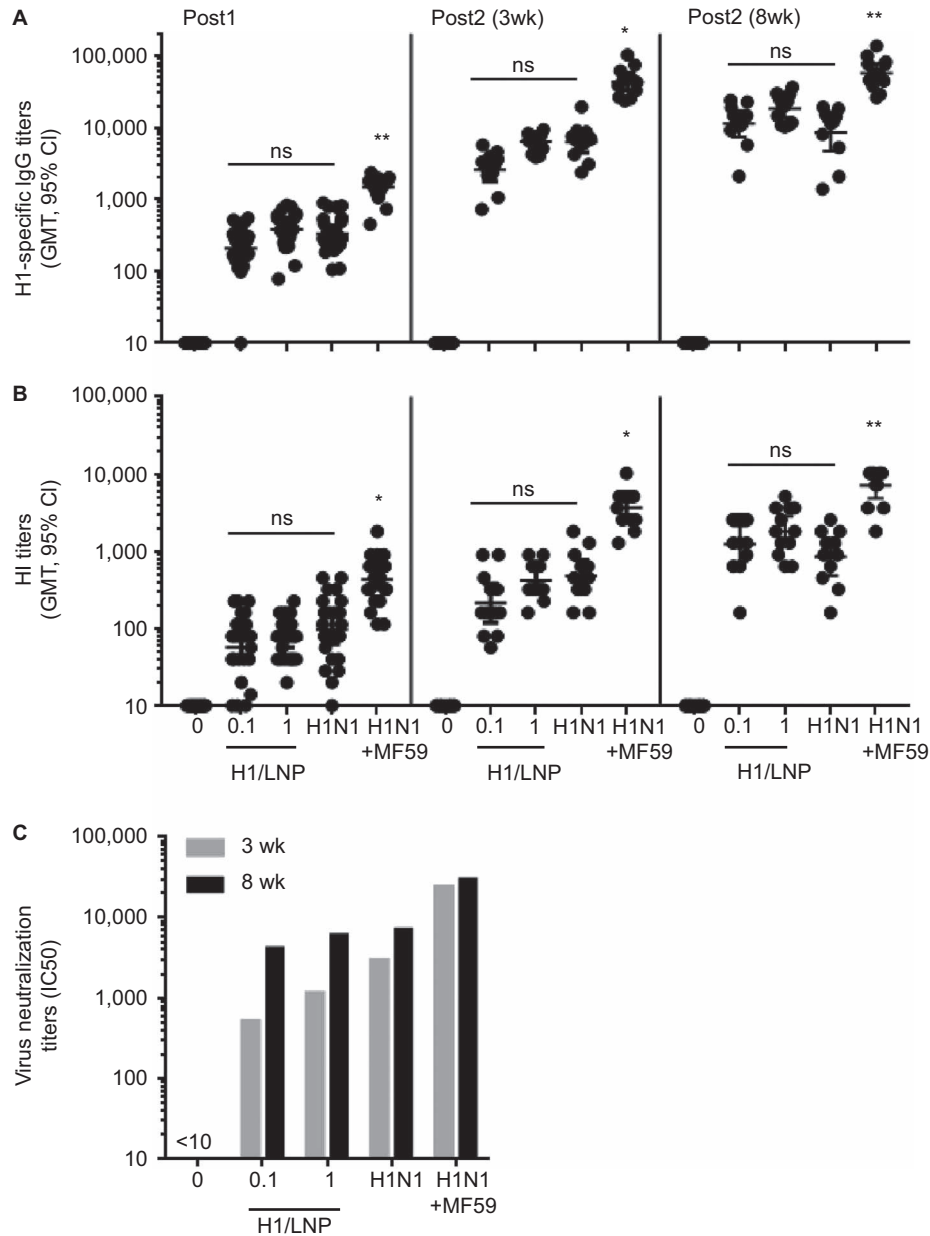 A
Post1 Post2 (3wk) Post2 (8wk)
ns ** ns * ns **
H1-specific IgG titers
(GMT, 95% CI)
100,000
10,000
1,000
100
10
B
ns * ns * ns **
HI titers
(GMT, 95% CI)
100,000
10,000
1,000
100
10
0 0.1 1 H1N1 H1N1 0 0.1 1 H1N1 H1N1 0 0.1 1 H1N1 H1N1
+MF59 +MF59 +MF59
H1/LNP H1/LNP H1/LNP
C
3 wk
8 wk
Virus neutralization
titers (IC50)
100,000
10,000
1,000
100
10
<10
0 0.1 1 H1N1 H1N1
+MF59
H1/LNP